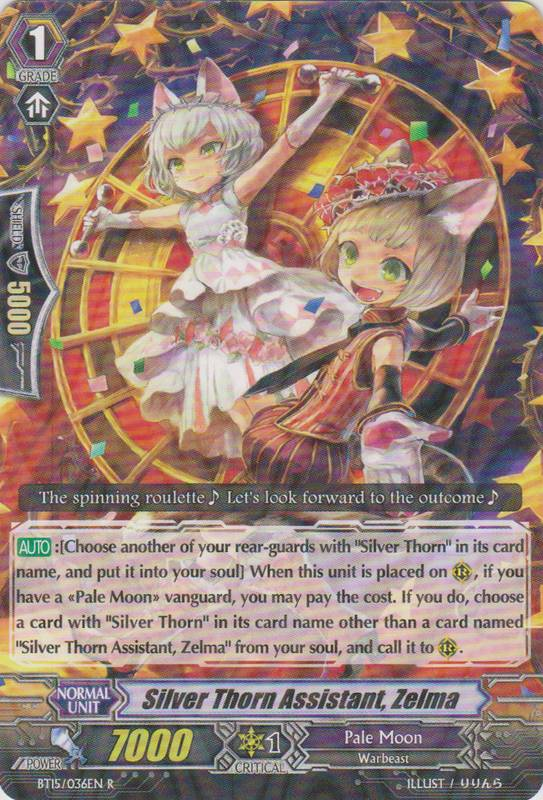 1
GRADE
SHIELD
5000
The spinning roulette♪ Let's look forward to the outcome♪
AUTO :[Choose another of your rear-guards with "Silver Thorn" in its card
name, and put it into your soul] When this unit is placed on Ⓡ, if you
have a «Pale Moon» vanguard, you may pay the cost. If you do, choose
a card with "Silver Thorn" in its card name other than a card named
"Silver Thorn Assistant, Zelma" from your soul, and call it to Ⓡ.
NORMAL
UNIT
Silver Thorn Assistant, Zelma
POWER
7000
1
CRITICAL
Pale Moon
Warbeast
BT15/036EN R
ILLUST /